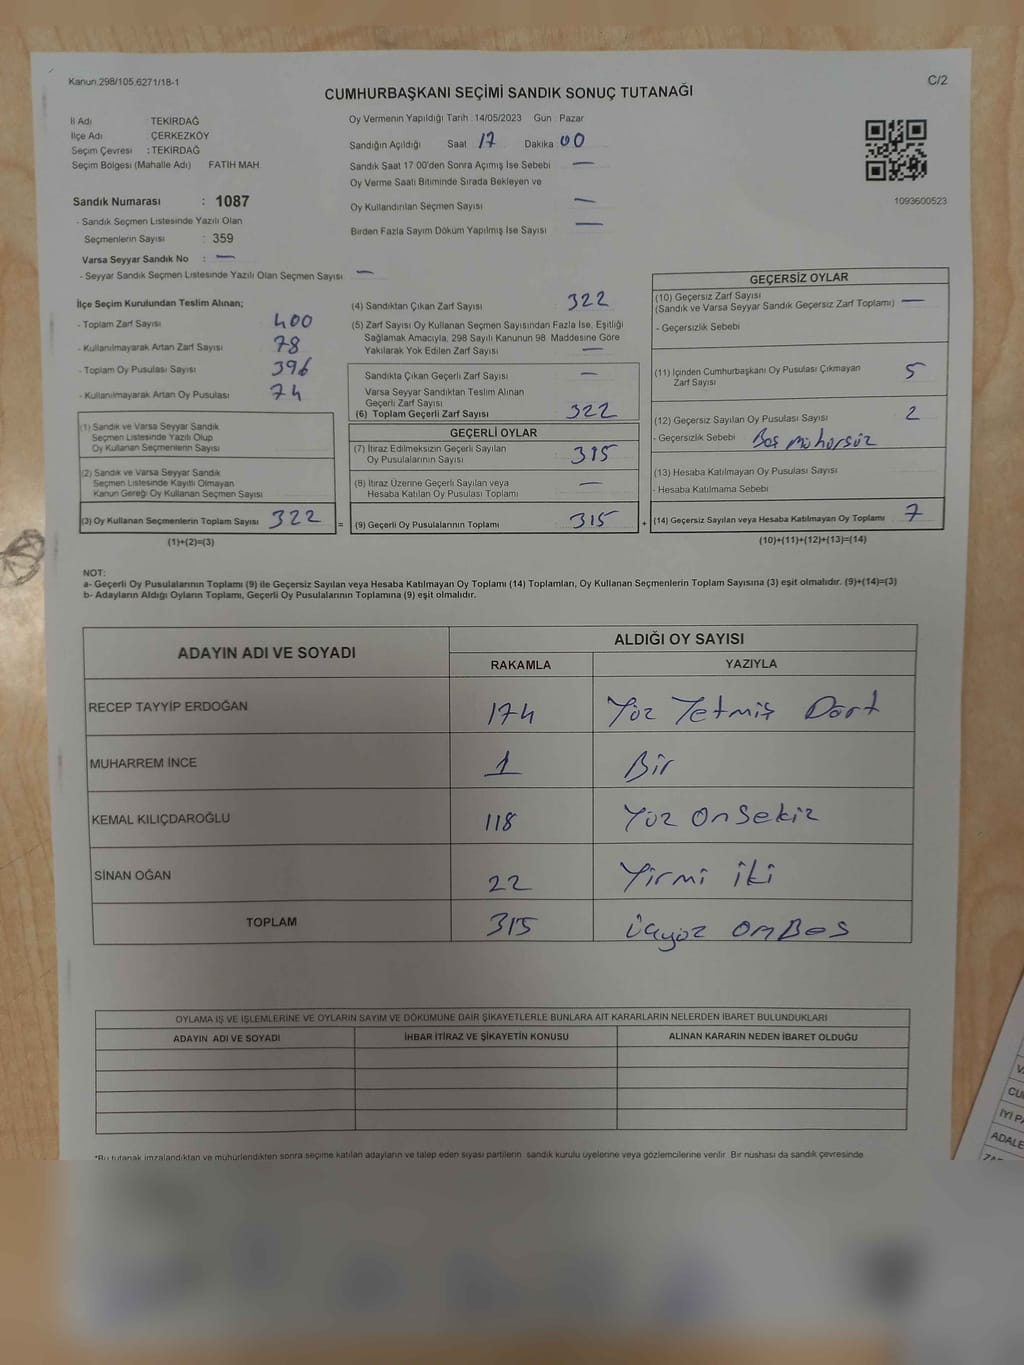 Kanun:298/105,6271/18-1
C/2
CUMHURBAŞKANI SEÇİMİ SANDIK SONUÇ TUTANAĞI
İl Adı TEKİRDAĞ
İlçe Adı : ÇERKEZKÖY
Seçim Çevresi : TEKİRDAĞ
Seçim Bölgesi (Mahalle Adı) FATİH MAH.
Sandık Numarası : 1087
- Sandık Seçmen Listesinde Yazılı Olan
Seçmenlerin Sayısı : 359
Varsa Seyyar Sandık No : —
- Seyyar Sandık Seçmen Listesinde Yazılı Olan Seçmen Sayısı —
Oy Vermenin Yapıldığı Tarih : 14/05/2023 Gün : Pazar
Sandığın Açıldığı Saat 17 Dakika 00
Sandık Saat 17:00'den Sonra Açımış İse Sebebi —
Oy Verme Saati Bitiminde Sırada Bekleyen ve
Oy Kullandırılan Seçmen Sayısı —
Birden Fazla Sayım Döküm Yapılmış İse Sayısı —
1093600523
İlçe Seçim Kurulundan Teslim Alınan;
- Toplam Zarf Sayısı 400
- Kullanılmayarak Artan Zarf Sayısı 78
- Toplam Oy Pusulası Sayısı 396
- Kullanılmayarak Artan Oy Pusulası 74
(1) Sandık ve Varsa Seyyar Sandık
Seçmen Listesinde Yazılı Olup
Oy Kullanan Seçmenlerin Sayısı
(2) Sandık ve Varsa Seyyar Sandık
Seçmen Listesinde Kayıtlı Olmayan
Kanun Gereği Oy Kullanan Seçmen Sayısı
(3) Oy Kullanan Seçmenlerin Toplam Sayısı 322
(1)+(2)=(3)
(4) Sandıktan Çıkan Zarf Sayısı 322
(5) Zarf Sayısı Oy Kullanan Seçmen Sayısından Fazla İse, Eşitliği
Sağlamak Amacıyla, 298 Sayılı Kanunun 98. Maddesine Göre
Yakılarak Yok Edilen Zarf Sayısı —
Sandıkta Çıkan Geçerli Zarf Sayısı —
Varsa Seyyar Sandıktan Teslim Alınan
Geçerli Zarf Sayısı
(6) Toplam Geçerli Zarf Sayısı 322
GEÇERLİ OYLAR
(7) İtiraz Edilmeksizin Geçerli Sayılan
Oy Pusulalarının Sayısı 315
(8) İtiraz Üzerine Geçerli Sayılan veya
Hesaba Katılan Oy Pusulası Toplamı —
= (9) Geçerli Oy Pusulalarının Toplamı 315 +
GEÇERSİZ OYLAR
(10) Geçersiz Zarf Sayısı
(Sandık ve Varsa Seyyar Sandık Geçersiz Zarf Toplamı) —
- Geçersizlik Sebebi
(11) İçinden Cumhurbaşkanı Oy Pusulası Çıkmayan
Zarf Sayısı 5
(12) Geçersiz Sayılan Oy Pusulası Sayısı 2
- Geçersizlik Sebebi Boş Mühürsüz
(13) Hesaba Katılmayan Oy Pusulası Sayısı
- Hesaba Katılmama Sebebi
(14) Geçersiz Sayılan veya Hesaba Katılmayan Oy Toplamı 7
(10)+(11)+(12)+(13)=(14)
NOT:
a- Geçerli Oy Pusulalarının Toplamı (9) ile Geçersiz Sayılan veya Hesaba Katılmayan Oy Toplamı (14) Toplamları, Oy Kullanan Seçmenlerin Toplam Sayısına (3) eşit olmalıdır. (9)+(14)=(3)
b- Adayların Aldığı Oyların Toplamı, Geçerli Oy Pusulalarının Toplamına (9) eşit olmalıdır.
ADAYIN ADI VE SOYADI ALDIĞI OY SAYISI
RAKAMLA YAZIYLA
RECEP TAYYİP ERDOĞAN 174 Yüz Yetmiş Dört
MUHARREM İNCE 1 Bir
KEMAL KILIÇDAROĞLU 118 Yüz Onsekiz
SİNAN OĞAN 22 Yirmi iki
TOPLAM 315 Üçyüz OnBeş
OYLAMA İŞ VE İŞLEMLERİNE VE OYLARIN SAYIM VE DÖKÜMÜNE DAİR ŞİKAYETLERLE BUNLARA AİT KARARLARIN NELERDEN İBARET BULUNDUKLARI
ADAYIN ADI VE SOYADI İHBAR İTİRAZ VE ŞİKAYETİN KONUSU ALINAN KARARIN NEDEN İBARET OLDUĞU
*Bu tutanak imzalandıktan ve mühürlendikten sonra seçime katılan adayların ve talep eden siyasi partilerin sandık kurulu üyelerine veya gözlemcilerine verilir. Bir nüshası da sandık çevresinde
CU
İYİ PA
ADALE